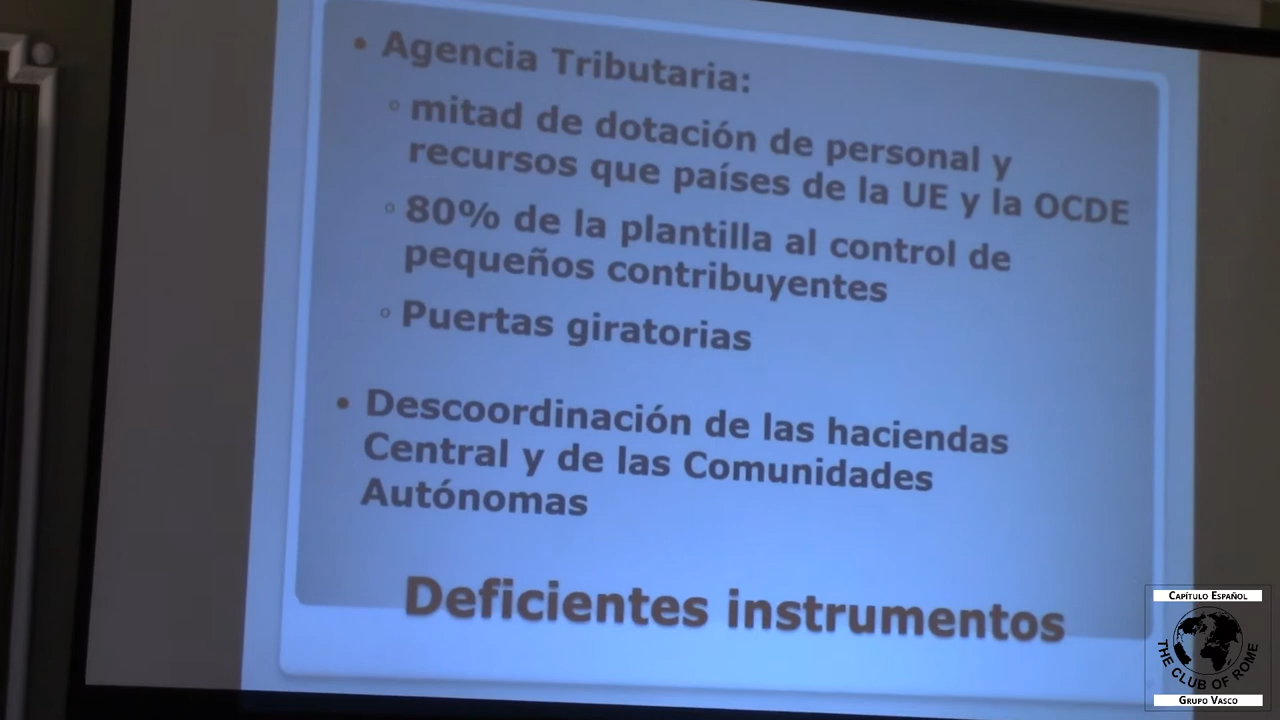 • Agencia Tributaria:
◦ mitad de dotación de personal y
recursos que países de la UE y la OCDE
◦ 80% de la plantilla al control de
pequeños contribuyentes
◦ Puertas giratorias
• Descoordinación de las haciendas
Central y de las Comunidades
Autónomas
Deficientes instrumentos
CAPÍTULO ESPAÑOL
THE CLUB OF ROME
GRUPO VASCO